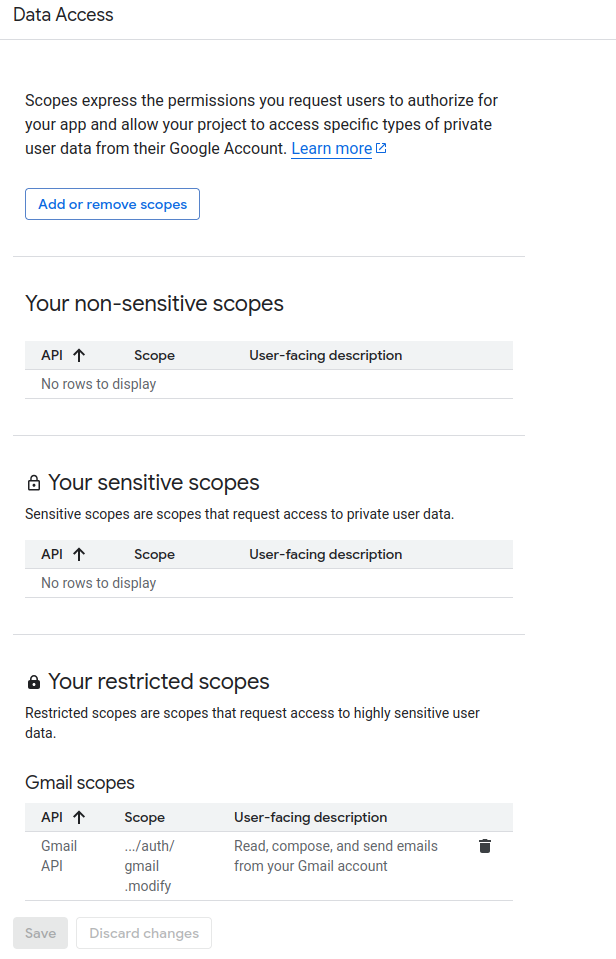 Data Access
Scopes express the permissions you request users to authorize for
your app and allow your project to access specific types of private
user data from their Google Account. Learn more
Add or remove scopes
Your non-sensitive scopes
API Scope User-facing description
No rows to display
Your sensitive scopes
Sensitive scopes are scopes that request access to private user data.
API Scope User-facing description
No rows to display
Your restricted scopes
Restricted scopes are scopes that request access to highly sensitive user
data.
Gmail scopes
API Scope User-facing description
Gmail .../auth/ Read, compose, and send emails
API gmail from your Gmail account
.modify
Save Discard changes